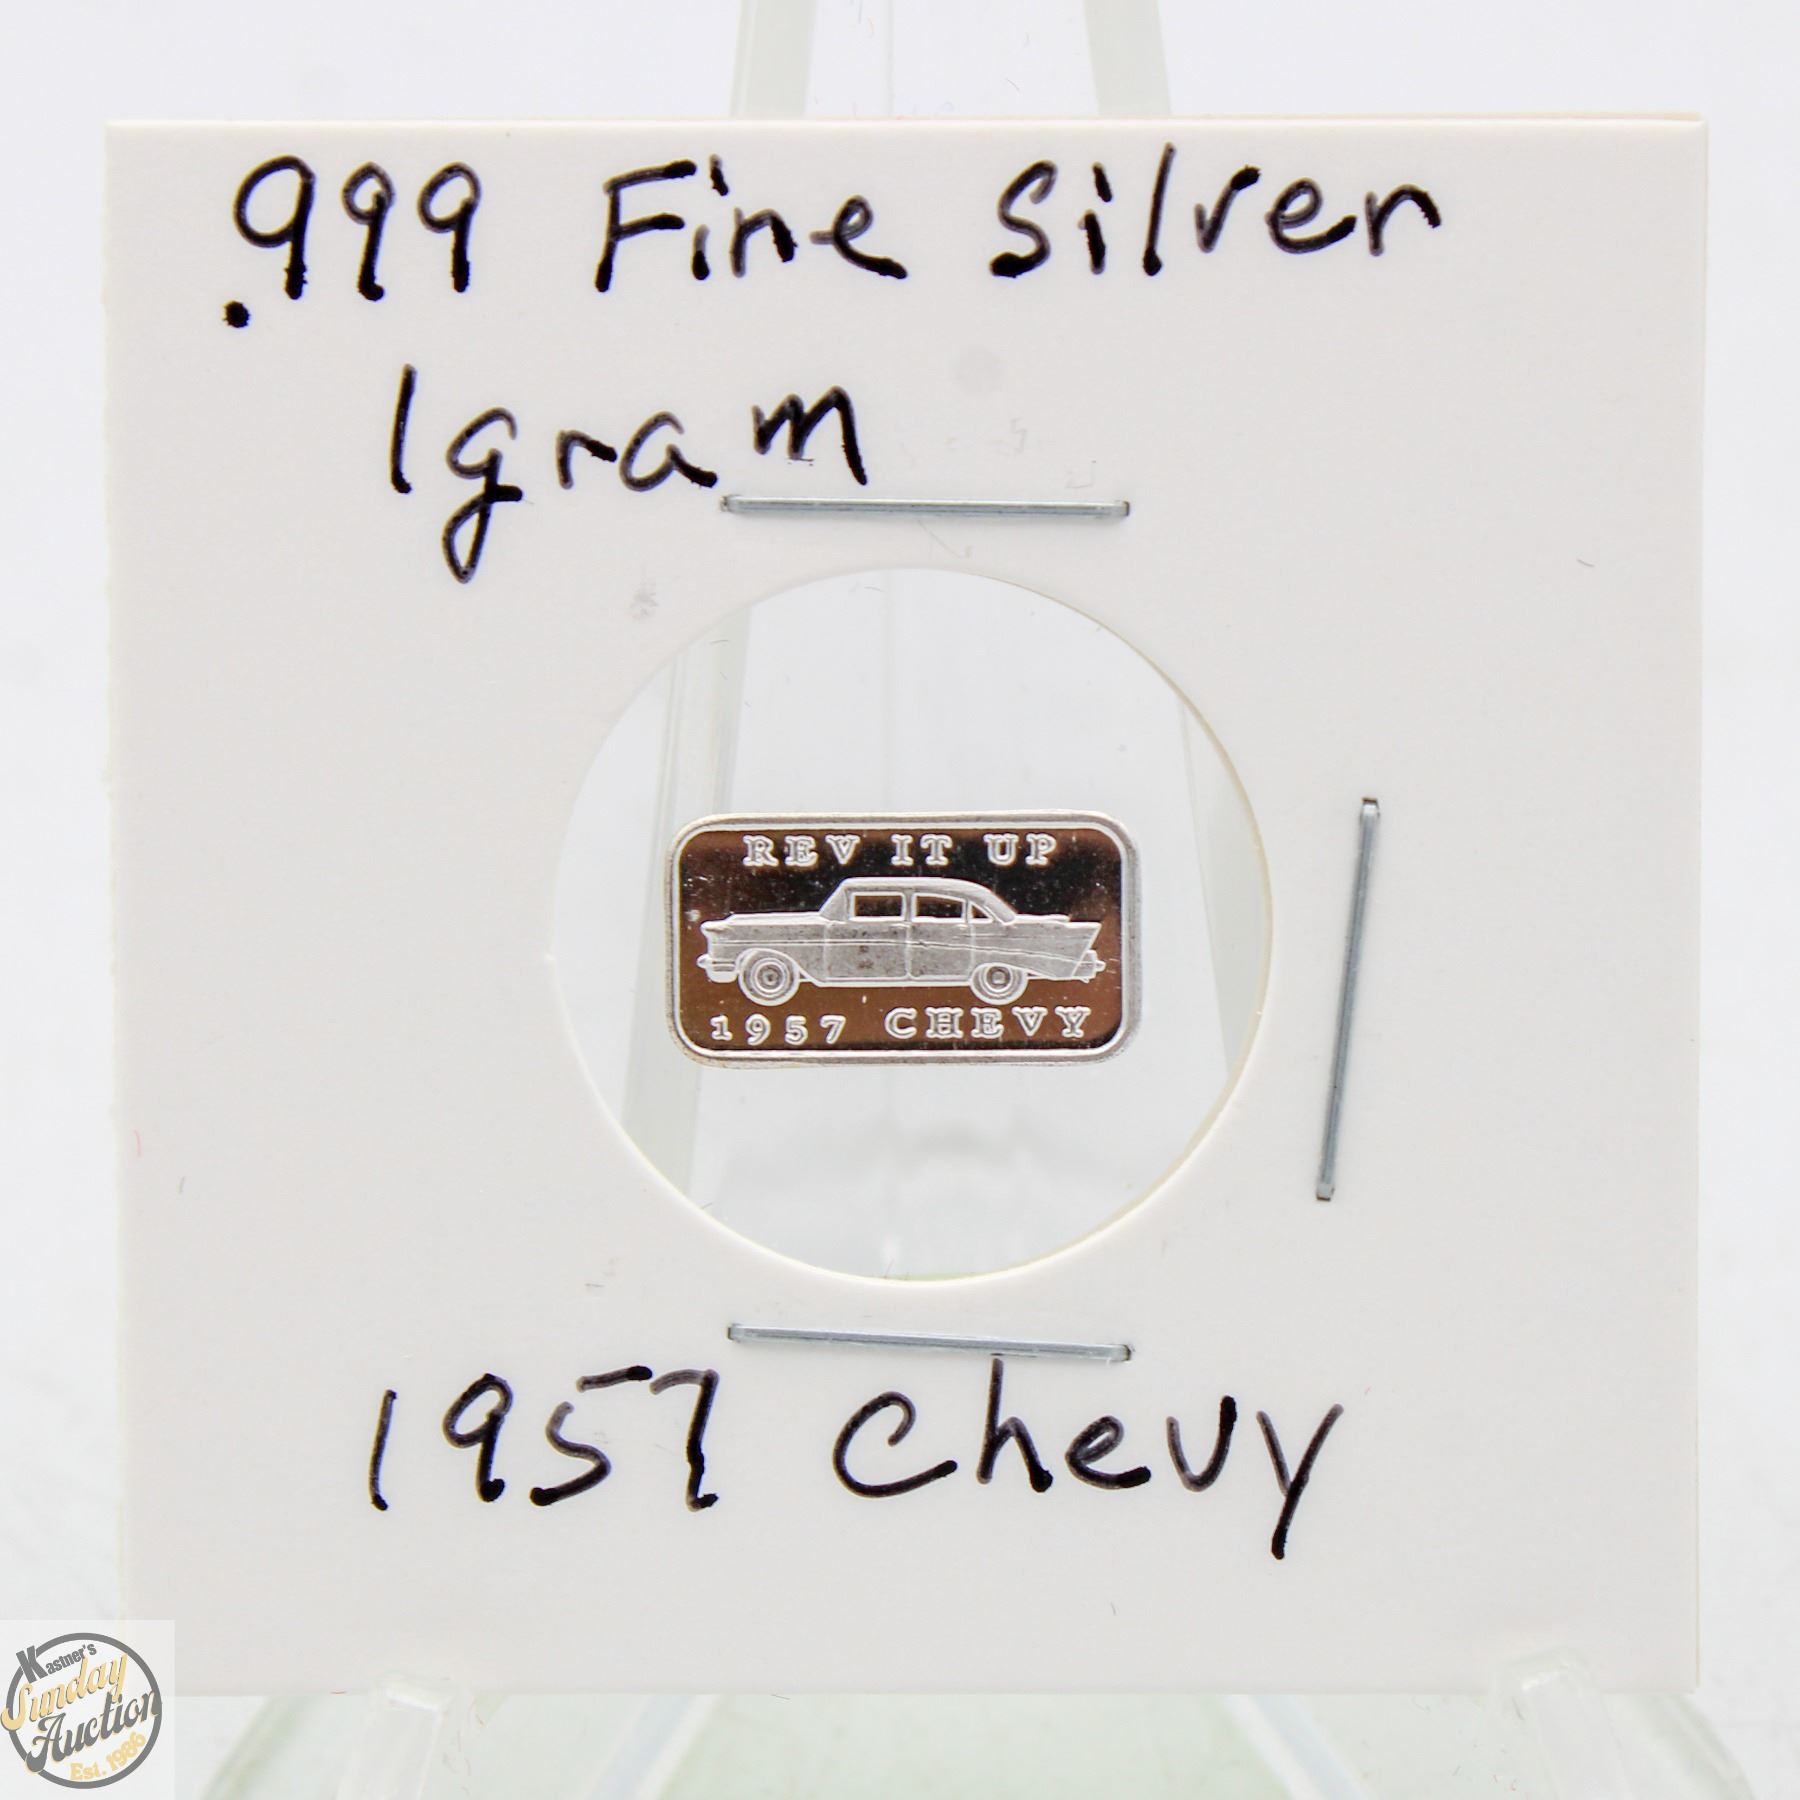 .999 Fine Silver
1gram
REV IT UP
1957 CHEVY
1957 Chevy
Kastner's
Sunday
Auction
Est. 1986